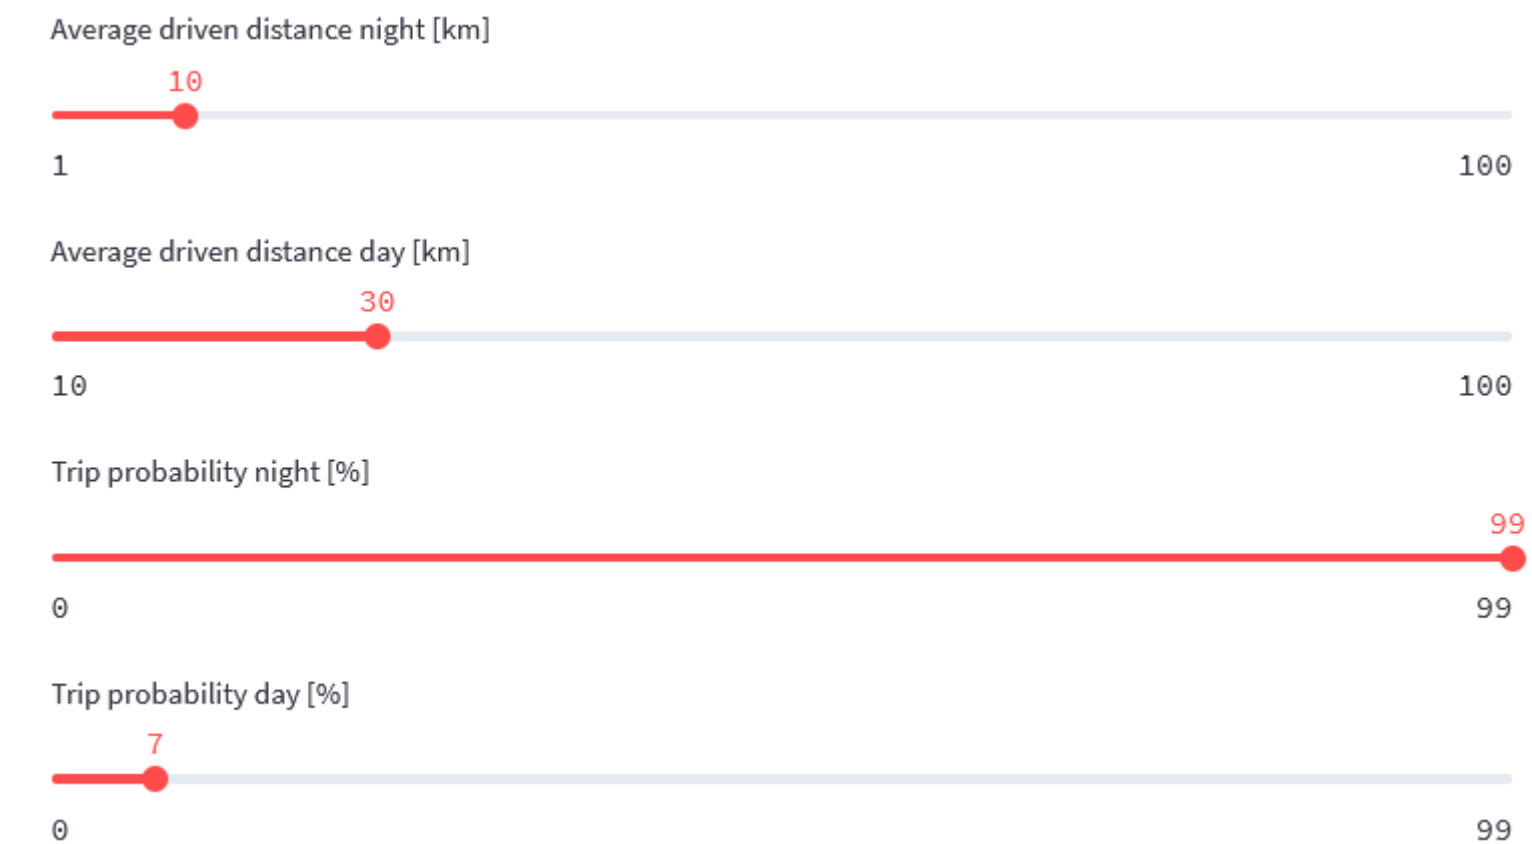 Average driven distance night [km]
10
1 100
Average driven distance day [km]
30
10 100
Trip probability night [%]
99
0 99
Trip probability day [%]
7
0 99